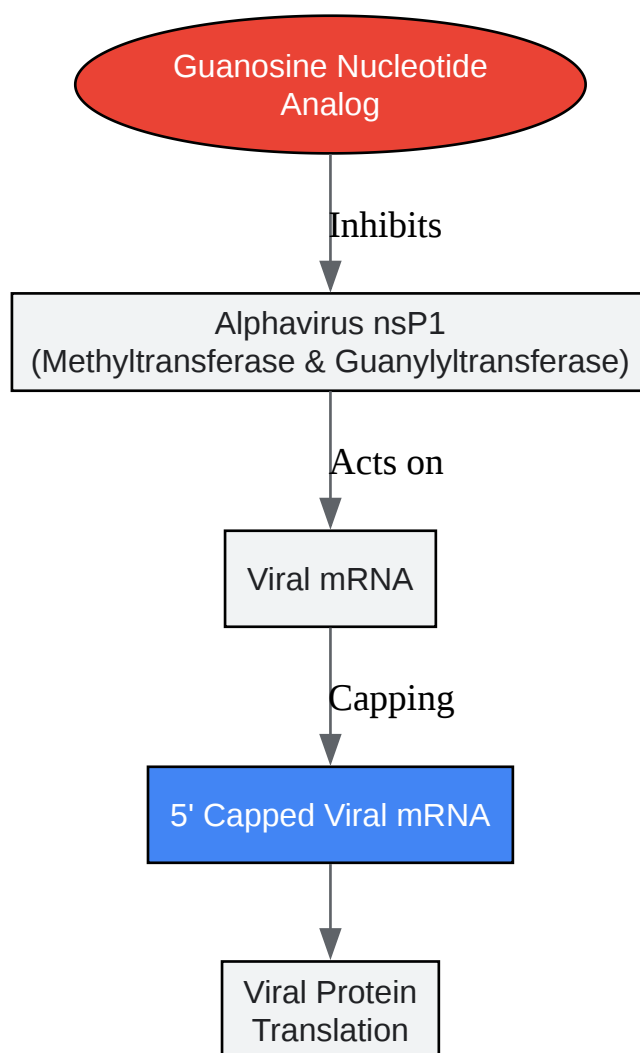 Guanosine Nucleotide
Analog
Inhibits
Alphavirus nsP1
(Methyltransferase & Guanylyltransferase)
Acts on
Viral mRNA
Capping
5' Capped Viral mRNA
Viral Protein
Translation